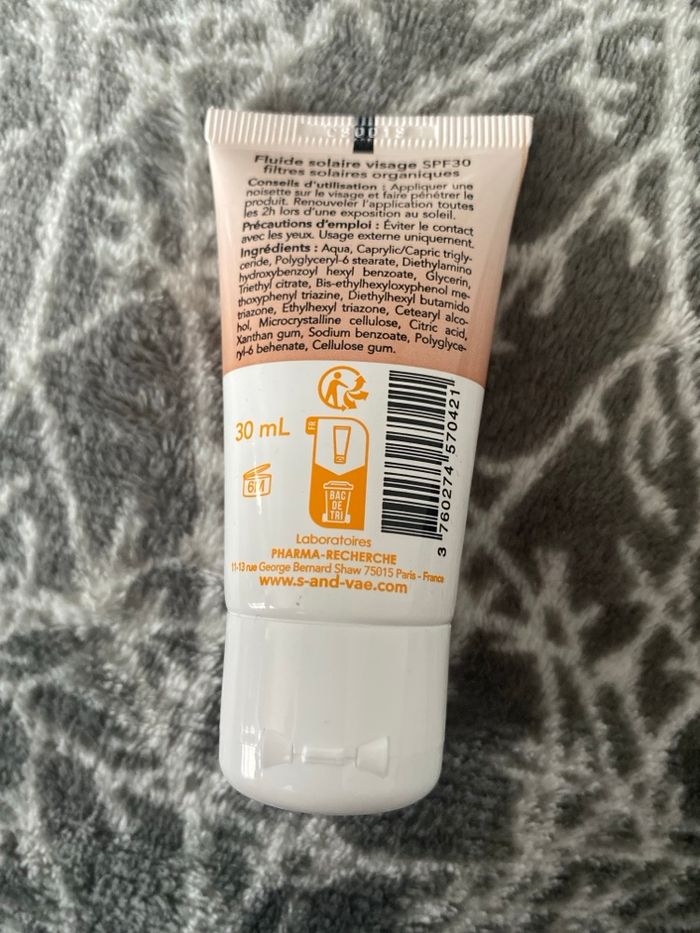 Fluide solaire visage SPF30
filtres solaires organiques
Conseils d'utilisation : Appliquer une
noisette sur le visage et faire pénétrer le
produit. Renouveler l'application toutes
les 2h lors d'une exposition au soleil.
Précautions d'emploi : Éviter le contact
avec les yeux. Usage externe uniquement.
Ingrédients : Aqua, Caprylic/Capric trigly-
ceride, Polyglyceryl-6 stearate, Diethylamino
hydroxybenzoyl hexyl benzoate, Glycerin,
Triethyl citrate, Bis-ethylhexyloxyphenol me-
thoxyphenyl triazine, Diethylhexyl butamido
triazone, Ethylhexyl triazone, Cetearyl alco-
hol, Microcrystalline cellulose, Citric acid,
Xanthan gum, Sodium benzoate, Polyglyce-
ryl-6 behenate, Cellulose gum.
30 mL
FR
6M
BAC
DE
TRI
3 760274 570421
Laboratoires
PHARMA-RECHERCHE
11-13 rue George Bernard Shaw 75015 Paris - France
www.s-and-vae.com